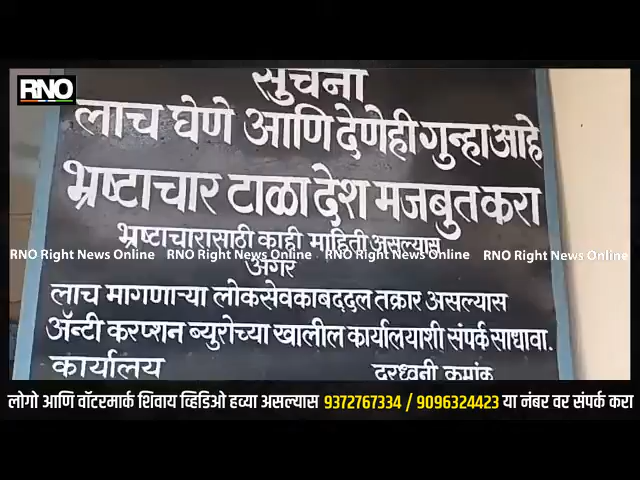 RNO
सुचना
लाच घेणे आणि देणेही गुन्हा आहे
भ्रष्टाचार टाळा देश मजबुत करा
भ्रष्टाचारासाठी काही माहिती असल्यास
RNO Right News Online RNO Right News Online RNO Right News Online RNO Right News Online
अगर
लाच मागणाऱ्या लोकसेवकाबददल तक्रार असल्यास
ॲन्टी करप्शन ब्युरोच्या खालील कार्यालयाशी संपर्क साधावा.
कार्यालय दुरध्वनी क्रमांक
लोगो आणि वॉटरमार्क शिवाय व्हिडिओ हव्या असल्यास 9372767334 / 9096324423 या नंबर वर संपर्क करा